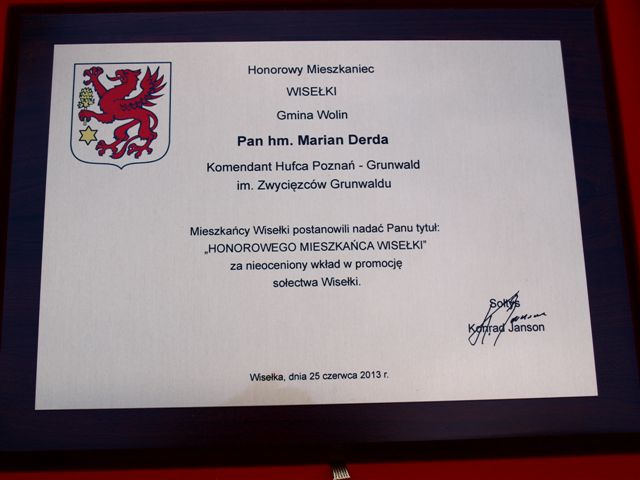 Honorowy Mieszkaniec
WISEŁKI
Gmina Wolin
Pan hm. Marian Derda
Komendant Hufca Poznań - Grunwald
im. Zwycięzców Grunwaldu
Mieszkańcy Wisełki postanowili nadać Panu tytuł:
„HONOROWEGO MIESZKAŃCA WISEŁKI”
za nieoceniony wkład w promocję
sołectwa Wisełki.
Sołtys
Konrad Janson
Wisełka, dnia 25 czerwca 2013 r.